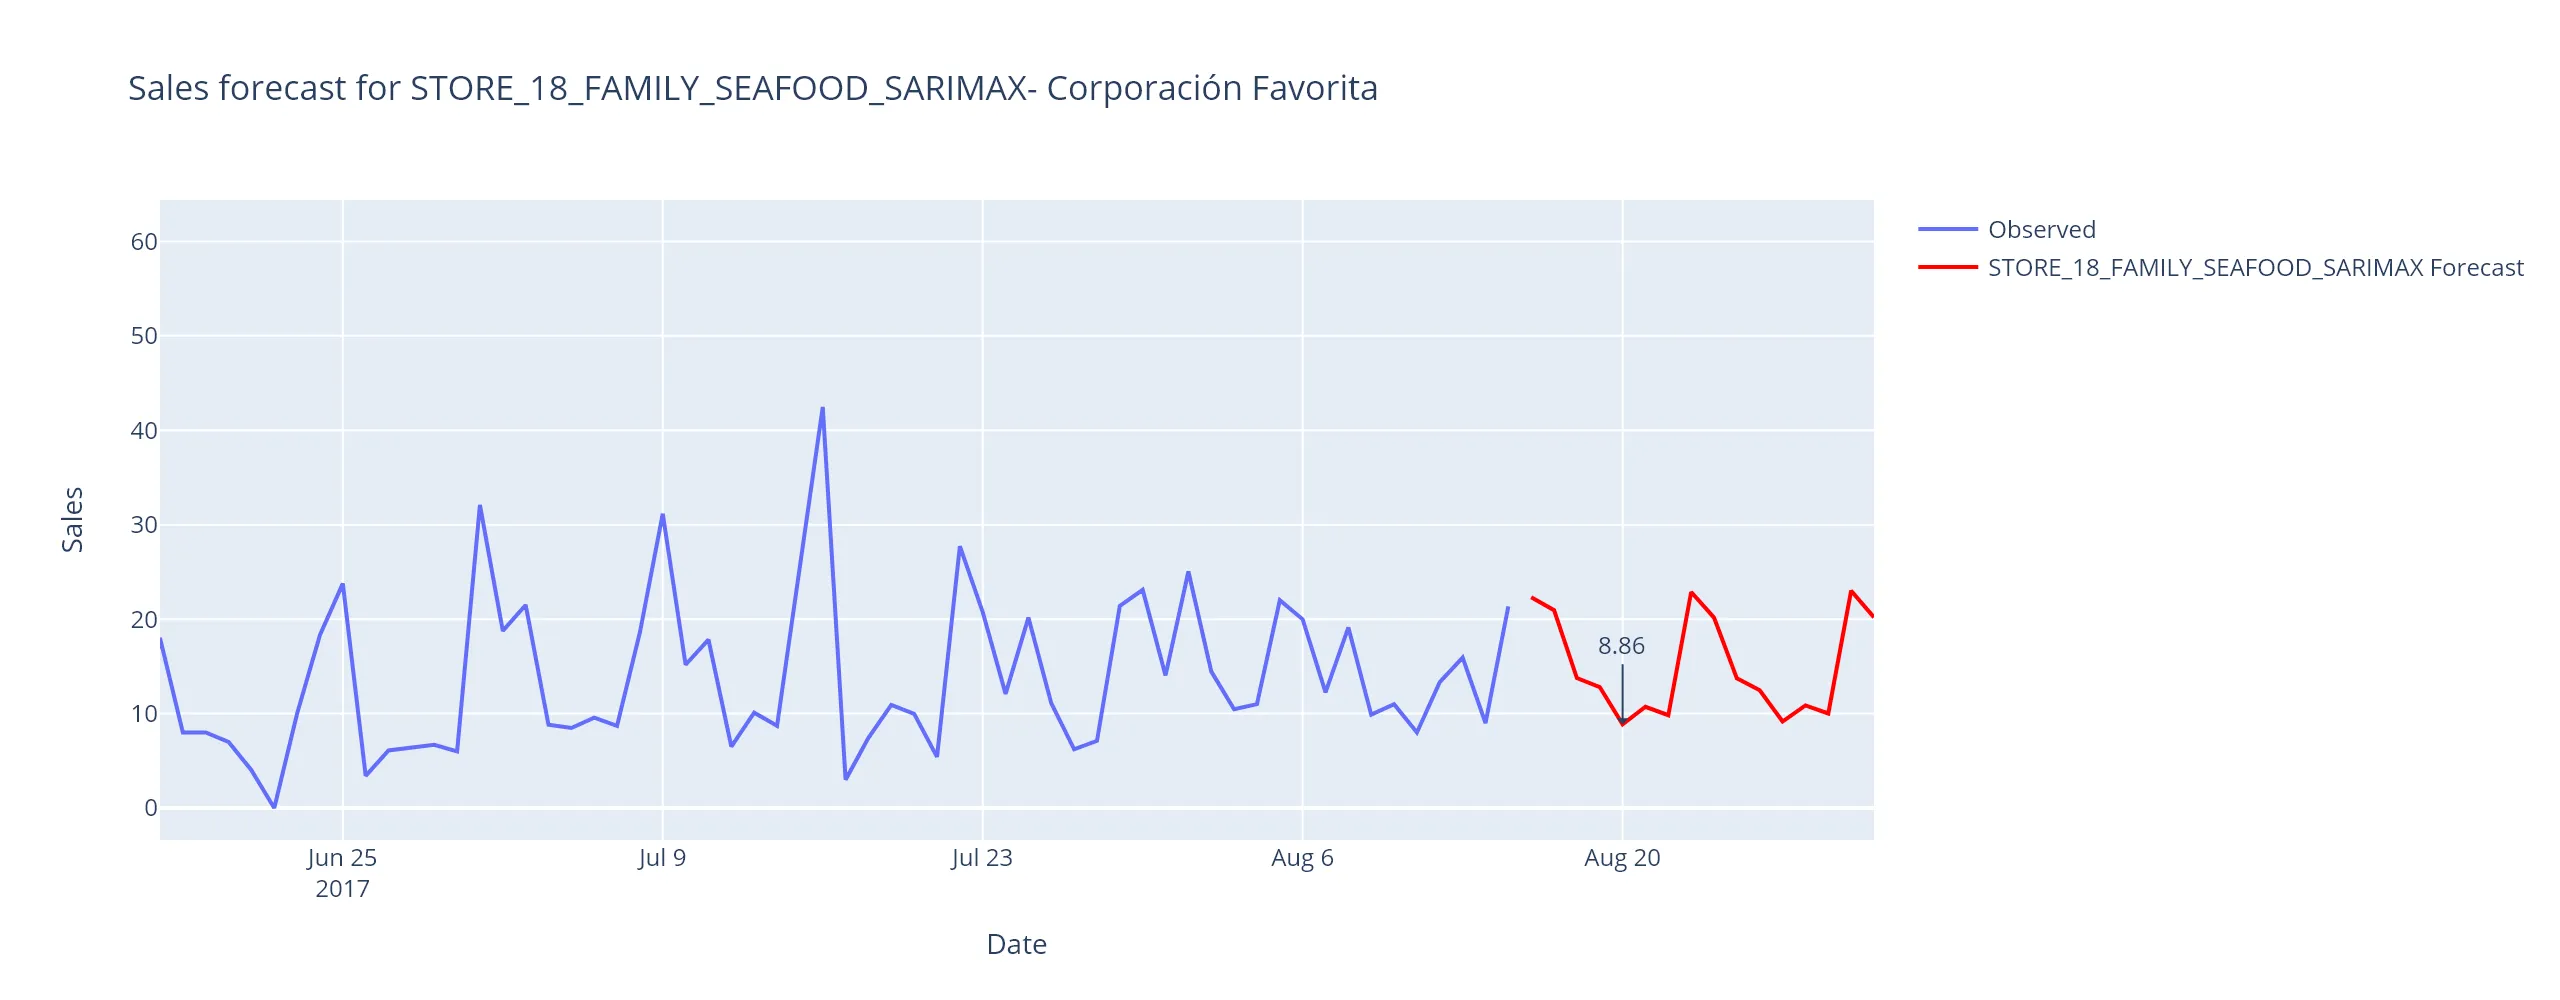 Sales forecast for STORE_18_FAMILY_SEAFOOD_SARIMAX- Corporación Favorita
Observed
STORE_18_FAMILY_SEAFOOD_SARIMAX Forecast
60
50
40
30
20
10
0
Sales
8.86
Jun 25
2017
Jul 9
Jul 23
Aug 6
Aug 20
Date